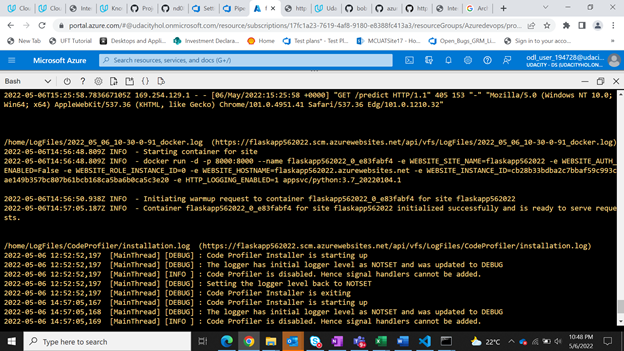 Clou
Clou
Inter
Kno
Proj
Rea
Azu
Setti
Pipe
A
http
Uda
bob
azur
http
Inte
Arcl
portal.azure.com/#@udacityhol.onmicrosoft.com/resource/subscriptions/17fc1a23-7619-4af8-9180-e8388fc413a3/resourceGroups/Azuredevops/pro...
New Tab
UFT Tutorial
Desktops and Appli...
Investment Declara...
Home
Test plans* - Test Pl...
MCLUATSite17 - Ho...
Open_Bugs_GRM_Li...
Sign in to your acco...
Microsoft Azure
Search resources, services, and docs (G+/)
odl_user_194728@udaci...
UDACITY - DS (UDACITYHOL.ON...
Bash
2022-05-06T15:25:58.783667105Z 169.254.129.1 - - [06/May/2022:15:25:58 +0000] "GET /predict HTTP/1.1" 405 153 "-" "Mozilla/5.0 (Windows NT 10.0;
Win64; x64) AppleWebKit/537.36 (KHTML, like Gecko) Chrome/101.0.4951.41 Safari/537.36 Edg/101.0.1210.32"
/home/LogFiles/2022_05_06_10-30-0-91_docker.log (https://flaskapp562022.scm.azurewebsites.net/api/vfs/LogFiles/2022_05_06_10-30-0-91_docker.log)
2022-05-06T14:56:48.809Z INFO - Starting container for site
2022-05-06T14:56:48.809Z INFO - docker run -d -p 8000:8000 --name flaskapp562022_0_e83fabf4 -e WEBSITE_SITE_NAME=flaskapp562022 -e WEBSITE_AUTH_
ENABLED=False -e WEBSITE_ROLE_INSTANCE_ID=0 -e WEBSITE_HOSTNAME=flaskapp562022.azurewebsites.net -e WEBSITE_INSTANCE_ID=cb28b33bdba2c7bbaf59c993c
ae149b357bc807b61bcb168ca5ba6b0ca5c3e20 -e HTTP_LOGGING_ENABLED=1 appsvc/python:3.7_20220104.1
2022-05-06T14:56:50.938Z INFO - Initiating warmup request to container flaskapp562022_0_e83fabf4 for site flaskapp562022
2022-05-06T14:57:05.187Z INFO - Container flaskapp562022_0_e83fabf4 for site flaskapp562022 initialized successfully and is ready to serve reque
sts.
/home/LogFiles/CodeProfiler/installation.log (https://flaskapp562022.scm.azurewebsites.net/api/vfs/LogFiles/CodeProfiler/installation.log)
2022-05-06 12:52:52,197 [MainThread] [DEBUG] : Code Profiler Installer is starting up
2022-05-06 12:52:52,197 [MainThread] [DEBUG] : The logger has initial logger level as NOTSET and was updated to DEBUG
2022-05-06 12:52:52,197 [MainThread] [INFO ] : Code Profiler is disabled. Hence signal handlers cannot be added.
2022-05-06 12:52:52,197 [MainThread] [DEBUG] : Setting the logger level back to NOTSET
2022-05-06 12:52:52,197 [MainThread] [DEBUG] : Code Profiler Installer is exiting
2022-05-06 14:57:05,167 [MainThread] [DEBUG] : Code Profiler Installer is starting up
2022-05-06 14:57:05,168 [MainThread] [DEBUG] : The logger has initial logger level as NOTSET and was updated to DEBUG
2022-05-06 14:57:05,169 [MainThread] [INFO ] : Code Profiler is disabled. Hence signal handlers cannot be added.
Type here to search
22°C
10:48 PM
5/6/2022